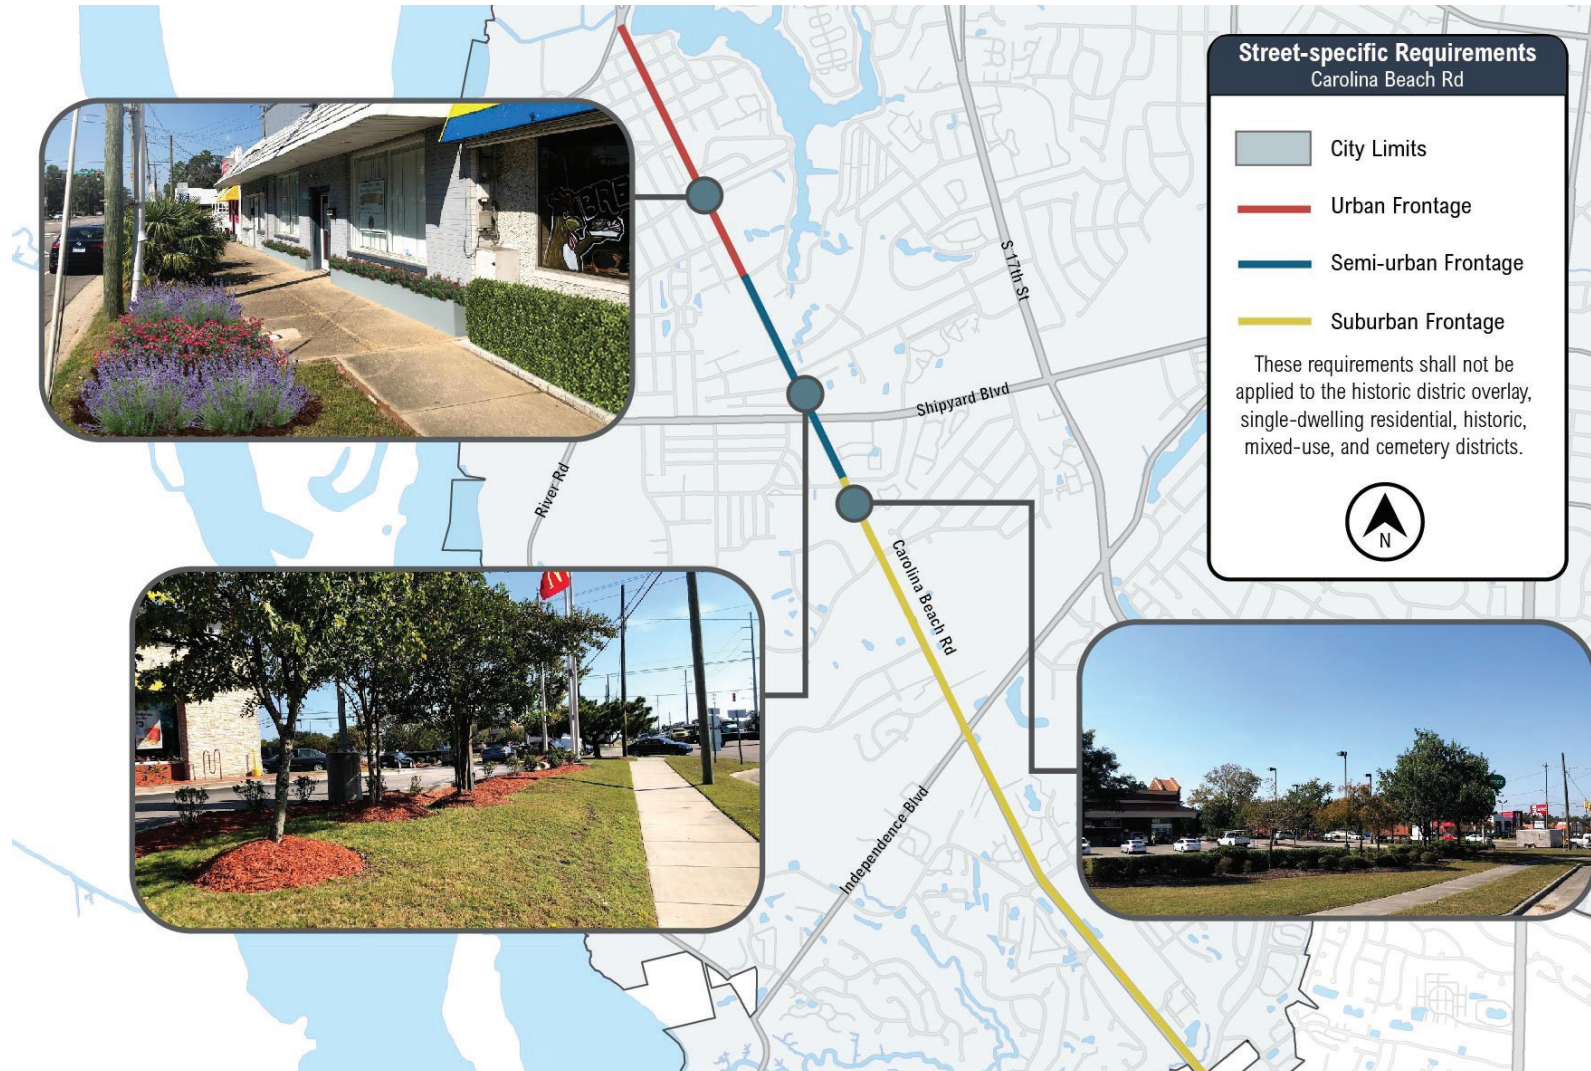 Street-specific Requirements
Carolina Beach Rd
City Limits
Urban Frontage
Semi-urban Frontage
Suburban Frontage
These requirements shall not be
applied to the historic distric overlay,
single-dwelling residential, historic,
mixed-use, and cemetery districts.
N
S 17th St
Shipyard Blvd
River Rd
Carolina Beach Rd
Independence Blvd
BRE